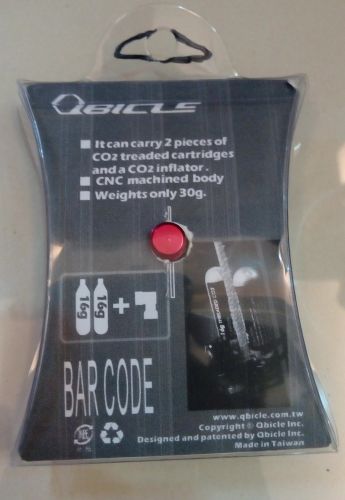 QBICLE
It can carry 2 pieces of
CO2 treaded cartridges
and a CO2 inflator.
CNC machined body
Weights only 30g.
16g 16g +
BAR CODE
www.qbicle.com.tw
Copyright © Qbicle Inc.
Designed and patented by Qbicle Inc.
Made in Taiwan